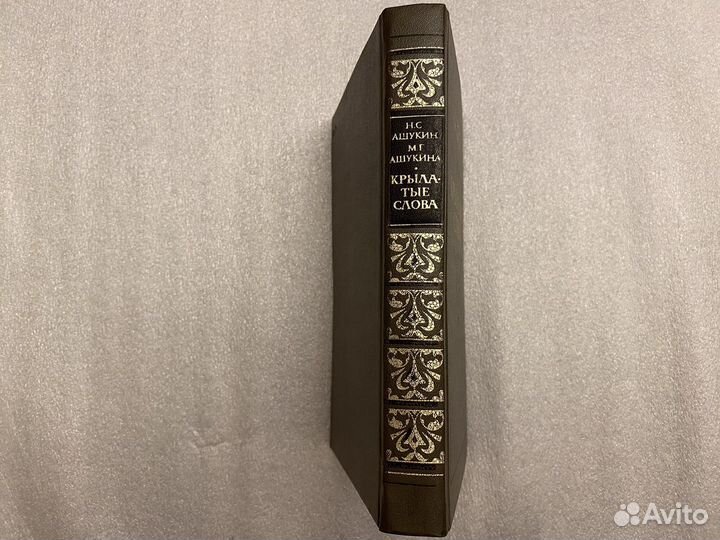 Н.С
АШУКИН
М Г
АШУКИНА
КРЫЛА-
ТЫЕ
СЛОВА
Avito